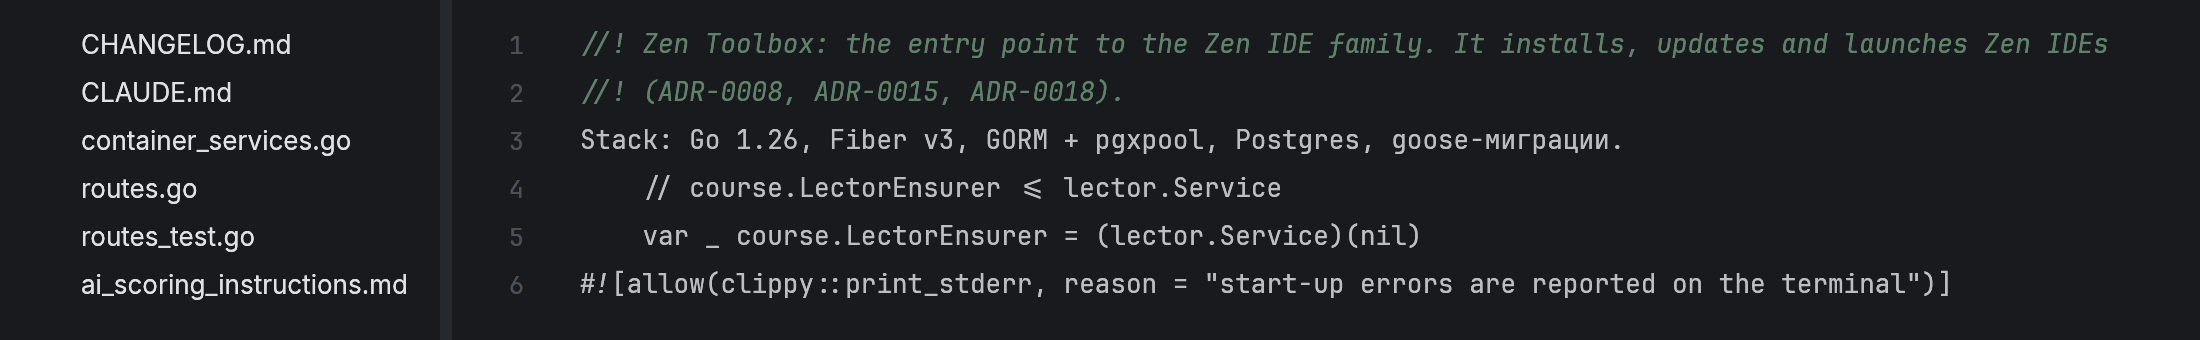 CHANGELOG.md
CLAUDE.md
container_services.go
routes.go
routes_test.go
ai_scoring_instructions.md
1 //! Zen Toolbox: the entry point to the Zen IDE family. It installs, updates and launches Zen IDEs
2 //! (ADR-0008, ADR-0015, ADR-0018).
3 Stack: Go 1.26, Fiber v3, GORM + pgxpool, Postgres, goose-миграции.
4     // course.LectorEnsurer <= lector.Service
5     var _ course.LectorEnsurer = (lector.Service)(nil)
6 #![allow(clippy::print_stderr, reason = "start-up errors are reported on the terminal")]